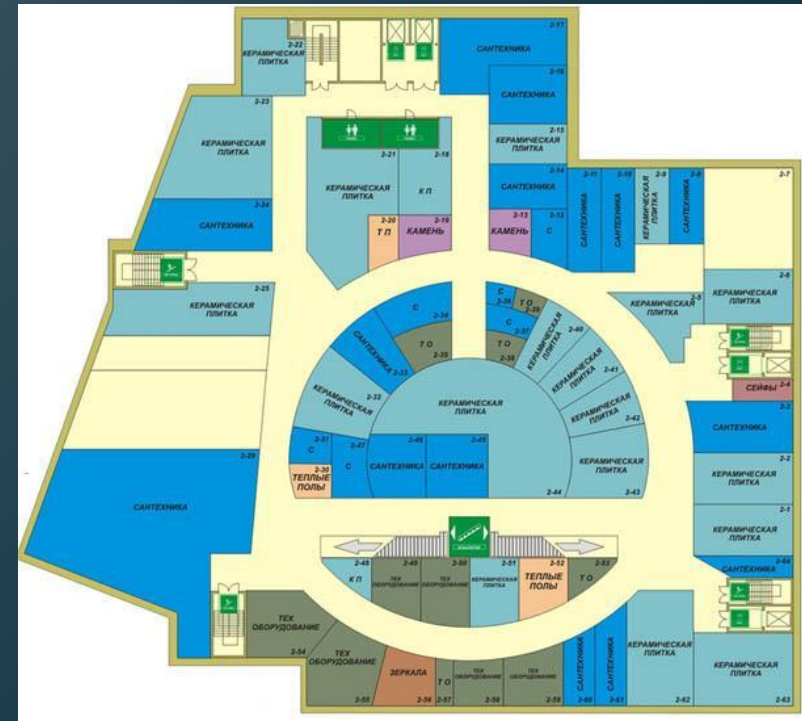 2-22
КЕРАМИЧЕСКАЯ
ПЛИТКА
2-17
САНТЕХНИКА
2-16
САНТЕХНИКА
2-23
КЕРАМИЧЕСКАЯ
ПЛИТКА
2-15
КЕРАМИЧЕСКАЯ
ПЛИТКА
2-21
КЕРАМИЧЕСКАЯ
ПЛИТКА
2-18
К П
2-14
САНТЕХНИКА
2-11
САНТЕХНИКА
2-10
САНТЕХНИКА
2-9
КЕРАМИЧЕСКАЯ
ПЛИТКА
2-8
САНТЕХНИКА
2-7
2-24
САНТЕХНИКА
2-20
Т П
2-19
КАМЕНЬ
2-13
КАМЕНЬ
2-12
С
2-25
КЕРАМИЧЕСКАЯ
ПЛИТКА
2-6
КЕРАМИЧЕСКАЯ
ПЛИТКА
КЕРАМИЧЕСКАЯ
ПЛИТКА
2-5
С
2-34
С
2-36
Т О
2-39
С
2-37
Т О
2-35
Т О
2-38
КЕРАМИЧЕСКАЯ
ПЛИТКА
2-40
САНТЕХНИКА
2-33
КЕРАМИЧЕСКАЯ
ПЛИТКА
2-41
СЕЙФЫ
2-4
КЕРАМИЧЕСКАЯ
ПЛИТКА
2-32
КЕРАМИЧЕСКАЯ
ПЛИТКА
КЕРАМИЧЕСКАЯ
ПЛИТКА
2-42
2-3
САНТЕХНИКА
2-31
С
2-47
С
2-46
САНТЕХНИКА
2-45
САНТЕХНИКА
КЕРАМИЧЕСКАЯ
ПЛИТКА
2-43
2-44
2-2
КЕРАМИЧЕСКАЯ
ПЛИТКА
САНТЕХНИКА
2-30
ТЕПЛЫЕ
ПОЛЫ
2-1
КЕРАМИЧЕСКАЯ
ПЛИТКА
2-48
К П
2-49
ТЕХ
ОБОРУДОВАНИЕ
2-50
ТЕХ
ОБОРУДОВАНИЕ
2-51
КЕРАМИЧЕСКАЯ
ПЛИТКА
2-52
ТЕПЛЫЕ
ПОЛЫ
2-53
Т О
2-64
САНТЕХНИКА
ТЕХ
ОБОРУДОВАНИЕ
2-54
ТЕХ
ОБОРУДОВАНИЕ
2-55
ЗЕРКАЛА
2-56
Т О
2-57
ТЕХ
ОБОРУДОВАНИЕ
2-58
ТЕХ
ОБОРУДОВАНИЕ
2-59
САНТЕХНИКА
2-60
САНТЕХНИКА
2-61
КЕРАМИЧЕСКАЯ
ПЛИТКА
2-62
КЕРАМИЧЕСКАЯ
ПЛИТКА
2-63